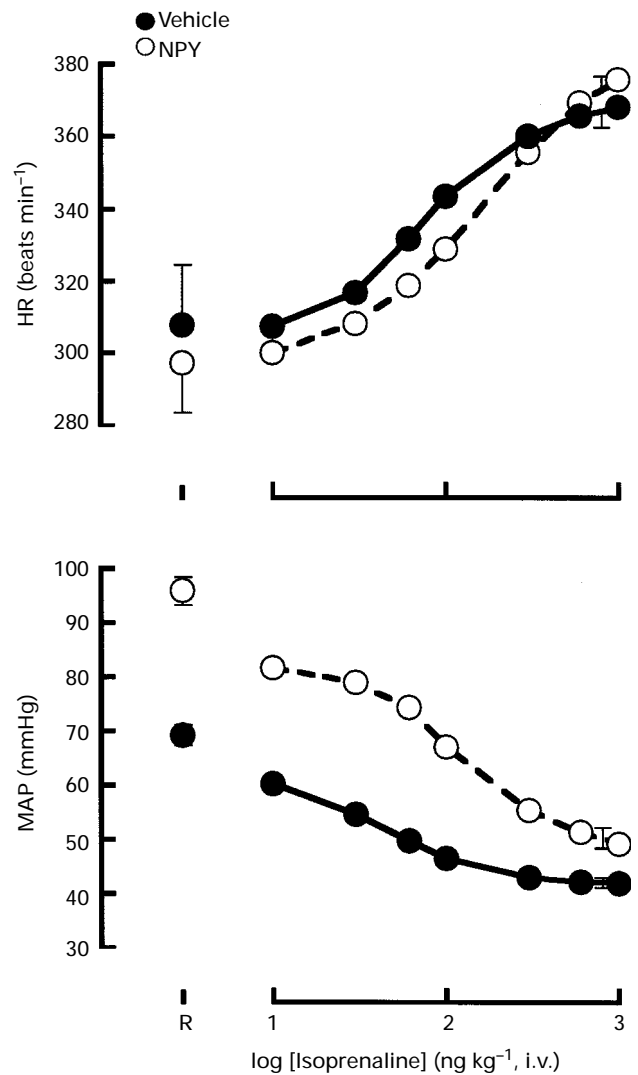 Vehicle
NPY
HR (beats min⁻¹)
380
360
340
320
300
280
MAP (mmHg)
100
90
80
70
60
50
40
30
R 1 2 3
log [Isoprenaline] (ng kg⁻¹, i.v.)